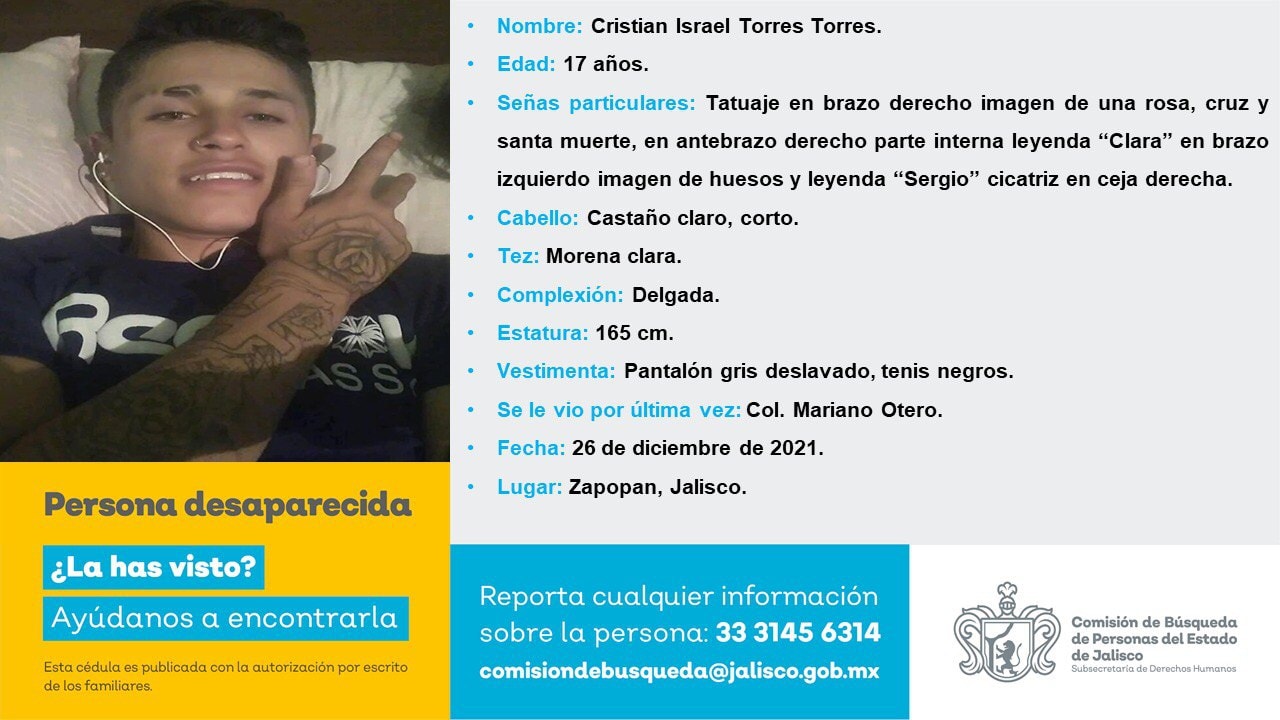 • Nombre: Cristian Israel Torres Torres.
• Edad: 17 años.
• Señas particulares: Tatuaje en brazo derecho imagen de una rosa, cruz y
santa muerte, en antebrazo derecho parte interna leyenda “Clara” en brazo
izquierdo imagen de huesos y leyenda “Sergio” cicatriz en ceja derecha.
• Cabello: Castaño claro, corto.
• Tez: Morena clara.
• Complexión: Delgada.
• Estatura: 165 cm.
• Vestimenta: Pantalón gris deslavado, tenis negros.
• Se le vio por última vez: Col. Mariano Otero.
• Fecha: 26 de diciembre de 2021.
• Lugar: Zapopan, Jalisco.
Persona desaparecida
¿La has visto?
Ayúdanos a encontrarla
Esta cédula es publicada con la autorización por escrito
de los familiares.
Reporta cualquier información
sobre la persona: 33 3145 6314
comisiondebusqueda@jalisco.gob.mx
Comisión de Búsqueda
de Personas del Estado
de Jalisco
Subsecretaría de Derechos Humanos